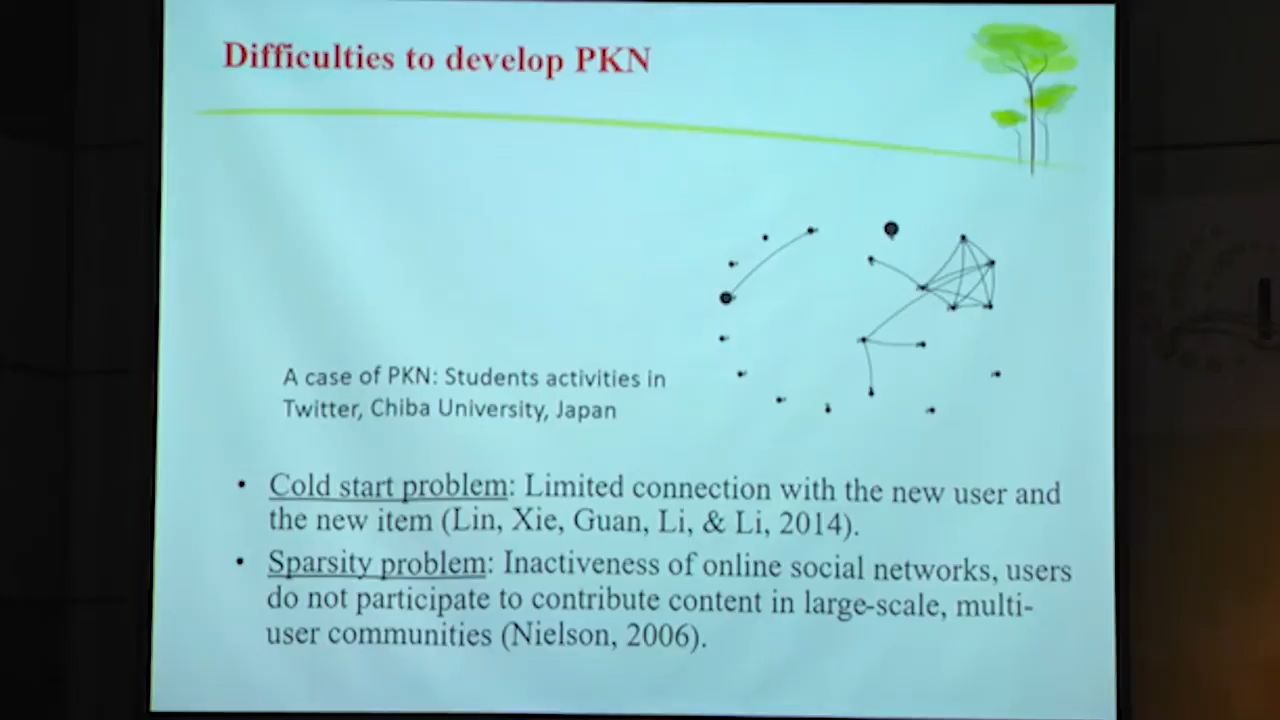 Difficulties to develop PKN
A case of PKN: Students activities in
Twitter, Chiba University, Japan
• Cold start problem: Limited connection with the new user and
the new item (Lin, Xie, Guan, Li, & Li, 2014).
• Sparsity problem: Inactiveness of online social networks, users
do not participate to contribute content in large-scale, multi-
user communities (Nielson, 2006).